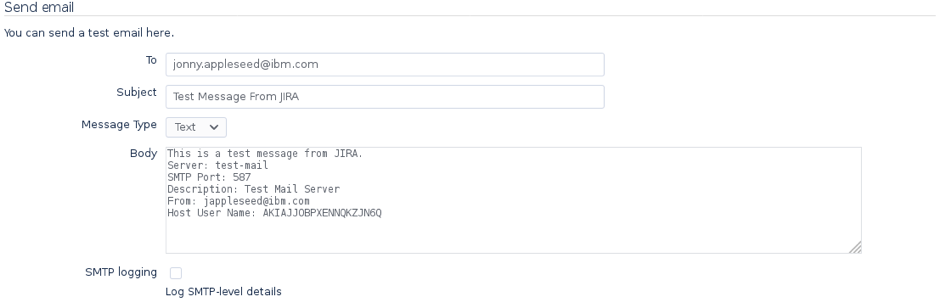 Send email
You can send a test email here.
To
jonny.appleseed@ibm.com
Subject
Test Message From JIRA
Message Type
Text
Body
This is a test message from JIRA.
Server: test-mail
SMTP Port: 587
Description: Test Mail Server
From: jappleseed@ibm.com
Host User Name: AKIAJJOBPXENNQKZJN6Q
SMTP logging
Log SMTP-level details